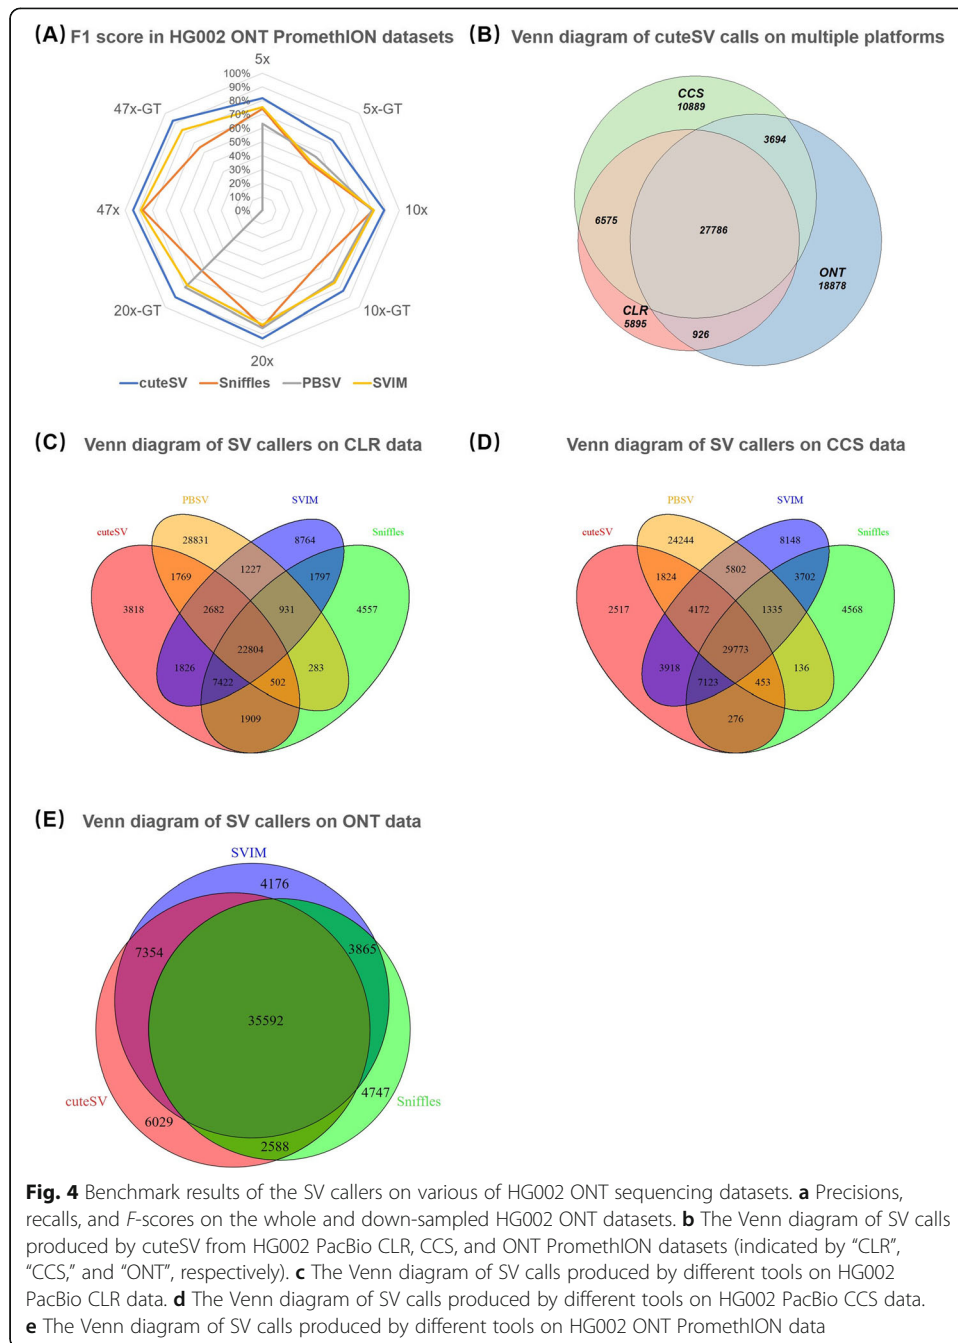 (A) F1 score in HG002 ONT PromethION datasets
5x
100%
90%
80%
70%
60%
50%
40%
30%
20%
10%
0%
47x-GT
5x-GT
47x
10x
20x-GT
10x-GT
20x
cuteSV
Sniffles
PBSV
SVIM
(B) Venn diagram of cuteSV calls on multiple platforms
CCS
10889
3694
6575
27786
ONT
18878
CLR
5895
926
(C) Venn diagram of SV callers on CLR data
PBSV
SVIM
cuteSV
Sniffles
28831
8764
1769
1227
1797
3818
2682
931
4557
22804
1826
283
7422
502
1909
(D) Venn diagram of SV callers on CCS data
PBSV
SVIM
cuteSV
Sniffles
24244
8148
1824
5802
3702
2517
4172
1335
4568
29773
3918
136
7123
453
276
(E) Venn diagram of SV callers on ONT data
SVIM
4176
7354
3865
35592
cuteSV
4747
Sniffles
6029
2588
Fig. 4 Benchmark results of the SV callers on various of HG002 ONT sequencing datasets. a Precisions,
recalls, and F-scores on the whole and down-sampled HG002 ONT datasets. b The Venn diagram of SV calls
produced by cuteSV from HG002 PacBio CLR, CCS, and ONT PromethION datasets (indicated by “CLR”,
“CCS,” and “ONT”, respectively). c The Venn diagram of SV calls produced by different tools on HG002
PacBio CLR data. d The Venn diagram of SV calls produced by different tools on HG002 PacBio CCS data.
e The Venn diagram of SV calls produced by different tools on HG002 ONT PromethION data